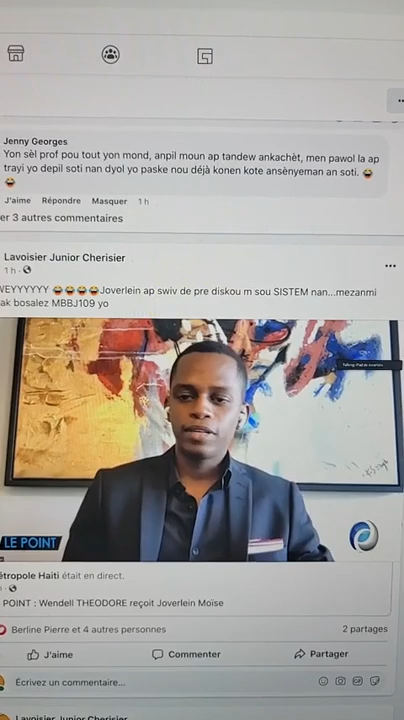 Jenny Georges
Yon sèl prof pou tout yon mond, anpil moun ap tandew ankachèt, men pawol la ap
trayi yo depil soti nan dyol yo paske nou déjà konen kote ansènyeman an soti. 😂
😂
J'aime Répondre Masquer 1 h
er 3 autres commentaires
Lavoisier Junior Cherisier
1 h ·
VEYYYYYY 😂😂😂😂Joverlein ap swiv de pre diskou m sou SISTEM nan...mezanmi
ak bosalez MBBJ109 yo
LE POINT
étropole Haiti était en direct.
POINT : Wendell THEODORE reçoit Joverlein Moïse
Berline Pierre et 4 autres personnes 2 partages
J'aime Commenter Partager
Écrivez un commentaire...
Lavoisier Junior Cherisier